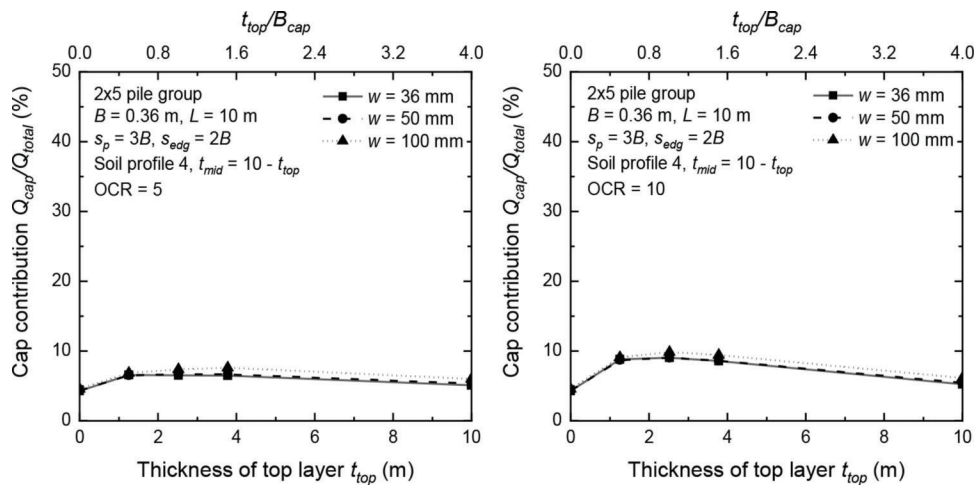 t_top/B_cap
0.0 0.8 1.6 2.4 3.2 4.0
50
40
30
20
10
0
Cap contribution Q_cap/Q_total (%)
2x5 pile group
B = 0.36 m, L = 10 m
s_p = 3B, s_edg = 2B
Soil profile 4, t_mid = 10 - t_top
OCR = 5
w = 36 mm
w = 50 mm
w = 100 mm
0 2 4 6 8 10
Thickness of top layer t_top (m)
t_top/B_cap
0.0 0.8 1.6 2.4 3.2 4.0
50
40
30
20
10
0
Cap contribution Q_cap/Q_total (%)
2x5 pile group
B = 0.36 m, L = 10 m
s_p = 3B, s_edg = 2B
Soil profile 4, t_mid = 10 - t_top
OCR = 10
w = 36 mm
w = 50 mm
w = 100 mm
0 2 4 6 8 10
Thickness of top layer t_top (m)